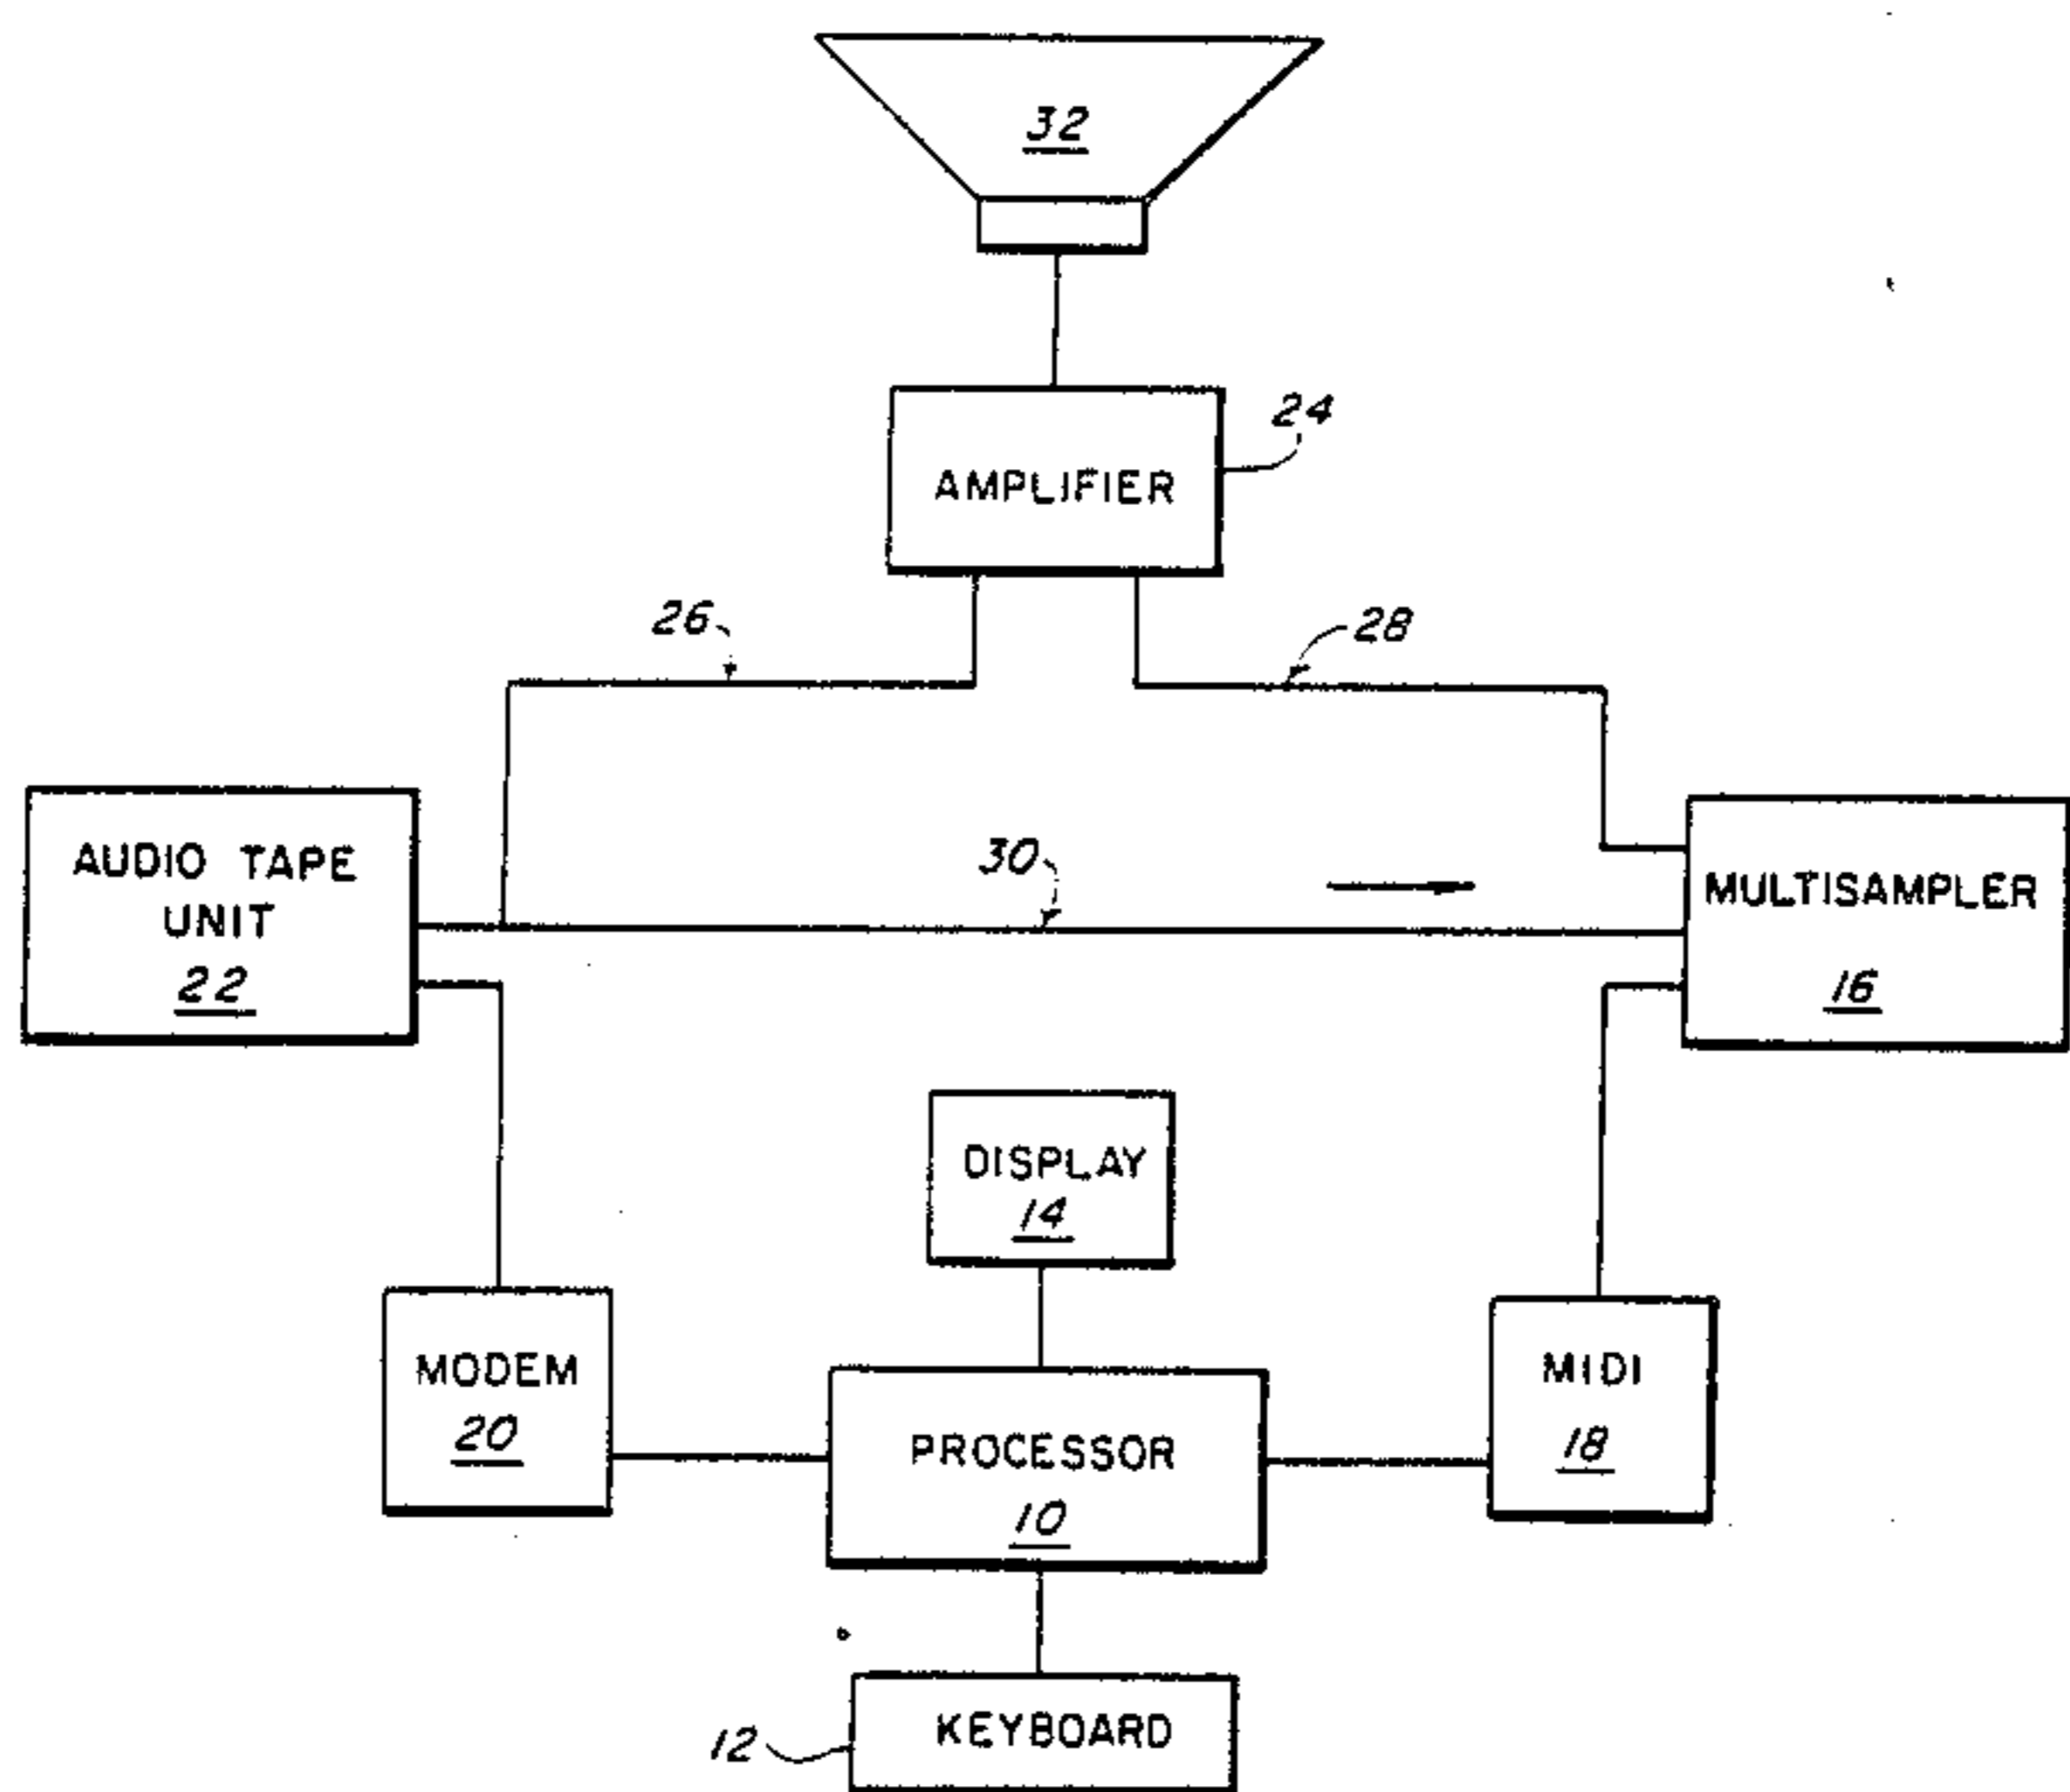 32
24
AMPLIFIER
26
28
AUDIO TAPE
UNIT
22
30
MULTISAMPLER
16
DISPLAY
14
MODEM
20
PROCESSOR
10
MIDI
18
12
KEYBOARD